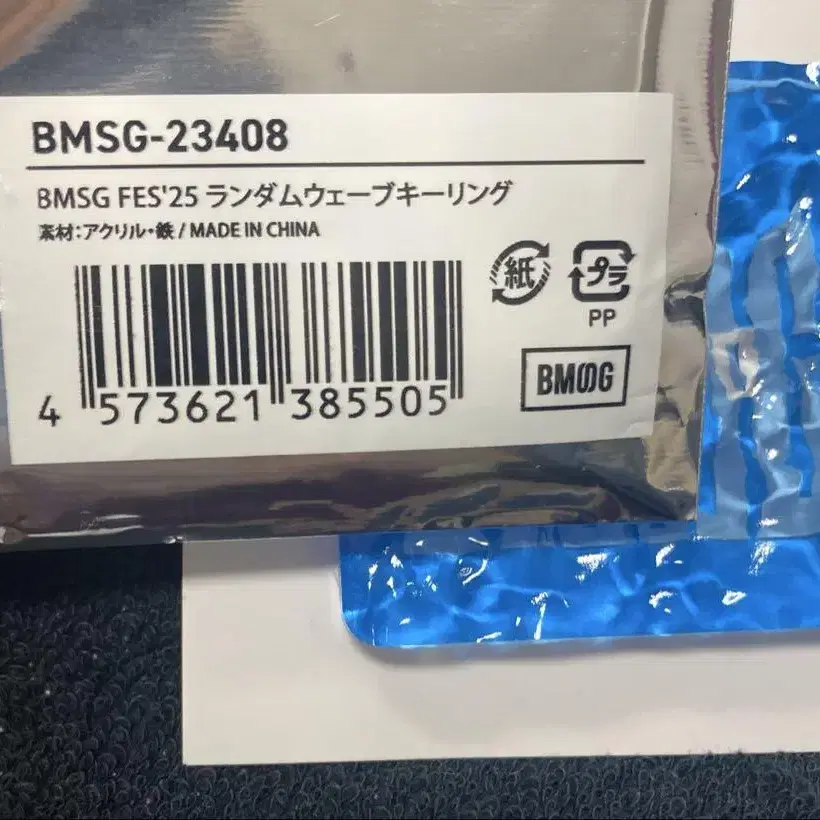 BMSG-23408
BMSG FES'25 ランダムウェーブキーリング
素材：アクリル・鉄 / MADE IN CHINA
紙
プラ
PP
BMSG
4 573621 385505